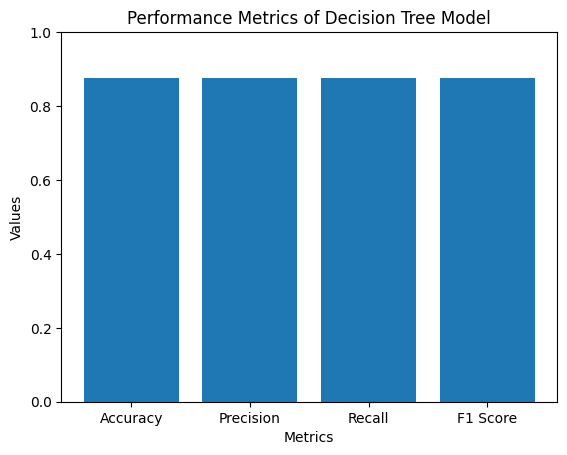 Performance Metrics of Decision Tree Model
1.0
0.8
0.6
0.4
0.2
0.0
Values
Accuracy Precision Recall F1 Score
Metrics